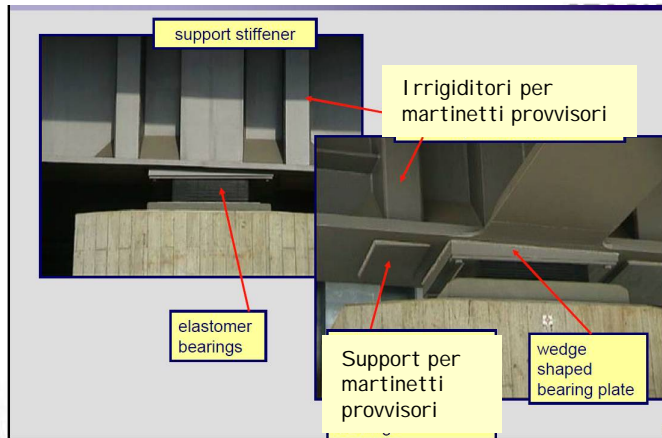 support stiffener
Irrigiditori per
martinetti provvisori
elastomer
bearings
Support per
martinetti
provvisori
wedge
shaped
bearing plate